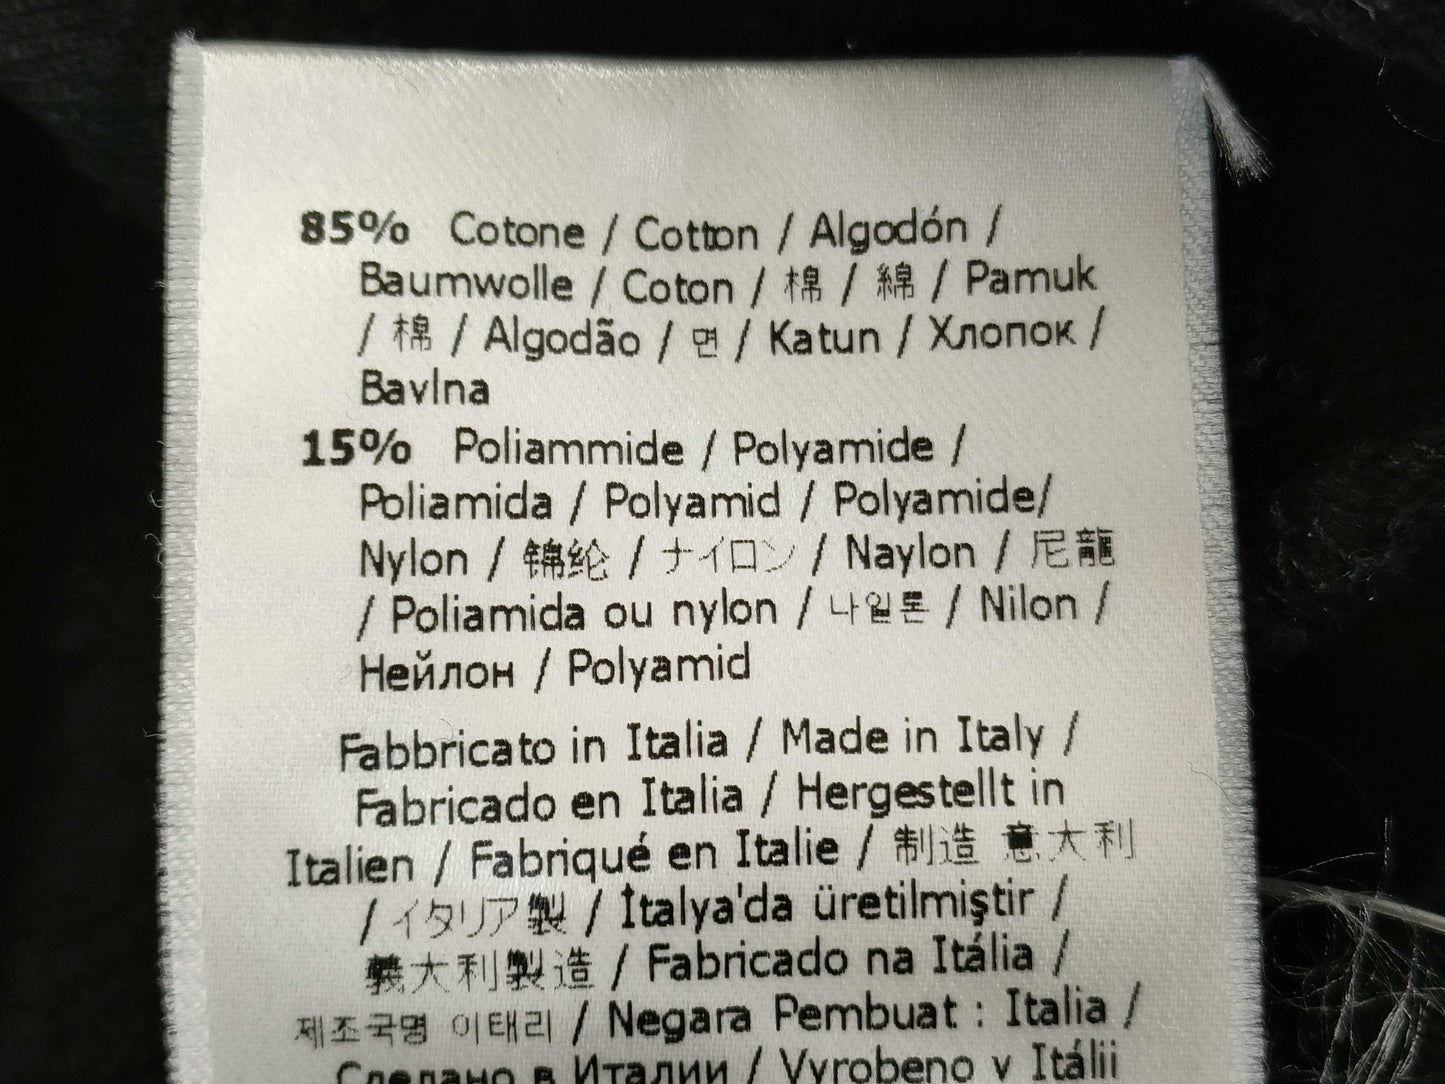 85% Cotone / Cotton / Algodón /
Baumwolle / Coton / 棉 / 綿 / Pamuk
/ 棉 / Algodão / 면 / Katun / Хлопок /
Bavlna
15% Poliammide / Polyamide /
Poliamida / Polyamid / Polyamide/
Nylon / 锦纶 / ナイロン / Naylon / 尼龍
/ Poliamida ou nylon / 나일론 / Nilon /
Нейлон / Polyamid
Fabbricato in Italia / Made in Italy /
Fabricado en Italia / Hergestellt in
Italien / Fabriqué en Italie / 制造 意大利
/ イタリア製 / İtalya'da üretilmiştir /
義大利製造 / Fabricado na Itália /
제조국명 이태리 / Negara Pembuat : Italia /
Сделано в Италии / Vyrobeno v Itálii